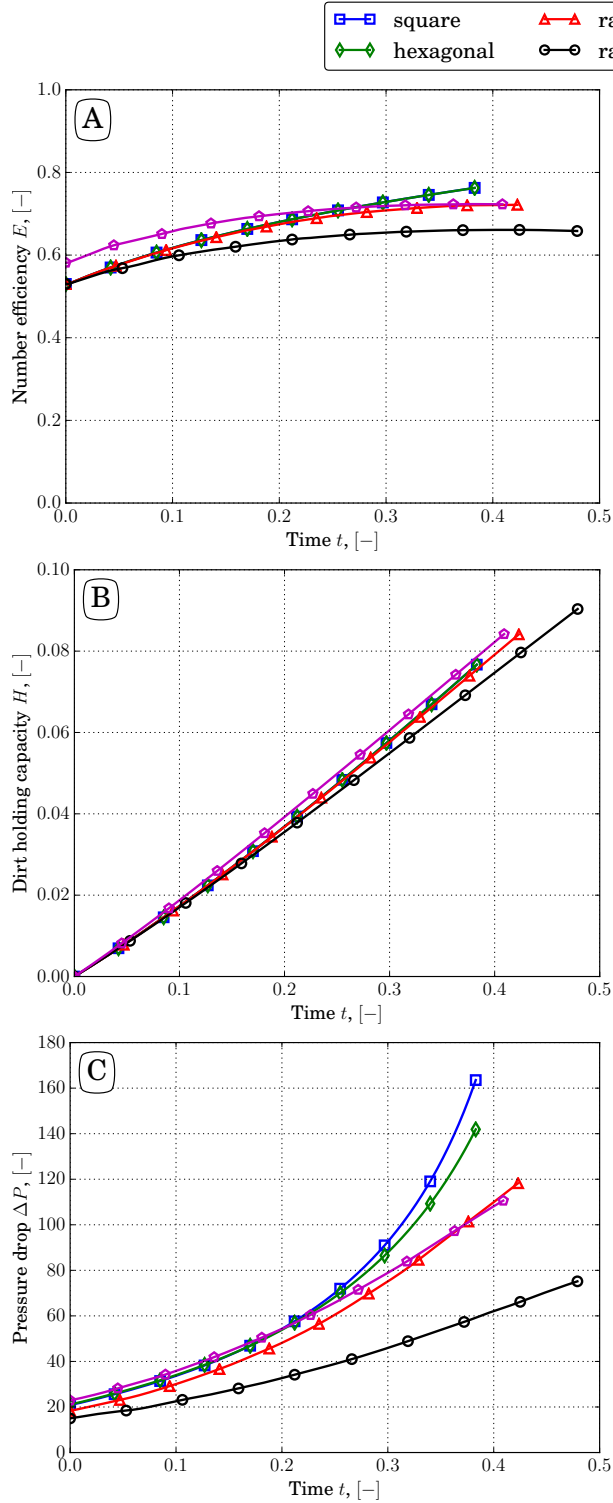 square ra
hexagonal ra
A
1.0
0.8
0.6
0.4
0.2
0.0
Number efficiency E, [−]
0.0 0.1 0.2 0.3 0.4 0.5
Time t, [−]
B
0.10
0.08
0.06
0.04
0.02
0.00
Dirt holding capacity H, [−]
0.0 0.1 0.2 0.3 0.4 0.5
Time t, [−]
C
180
160
140
120
100
80
60
40
20
0
Pressure drop ΔP, [−]
0.0 0.1 0.2 0.3 0.4 0.5
Time t, [−]